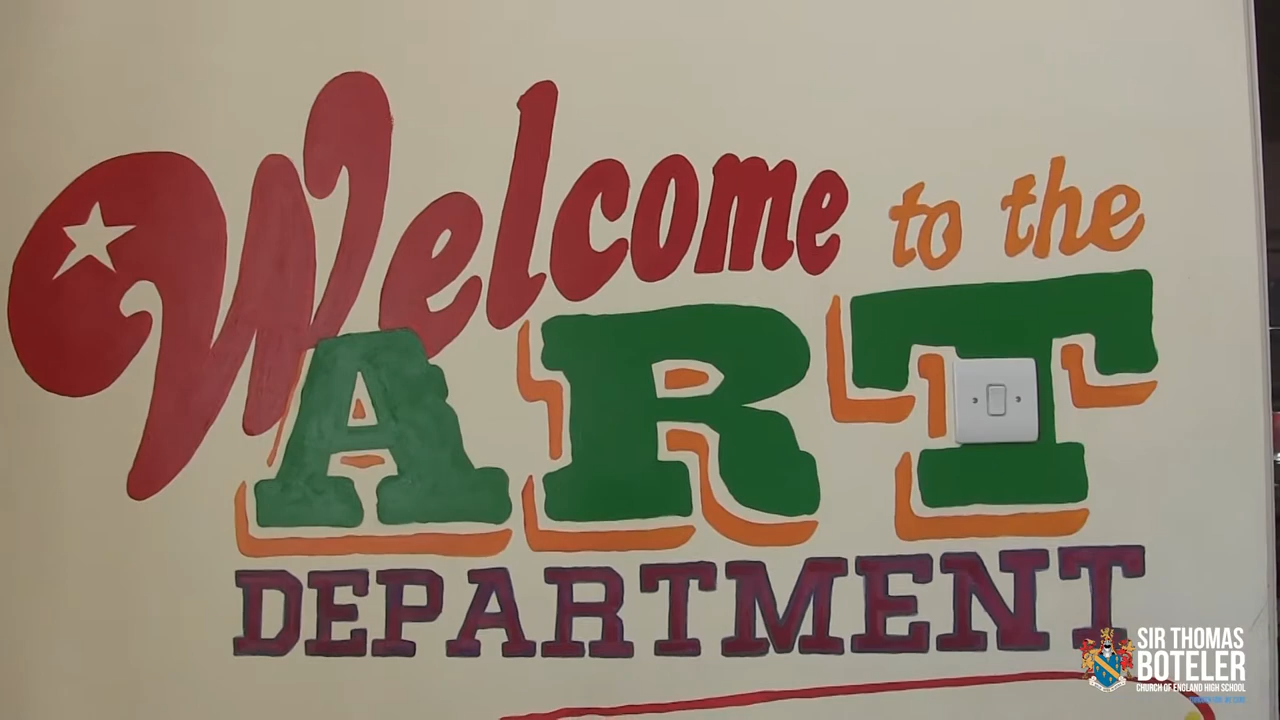 Welcome to the
ART
DEPARTMENT
SIR THOMAS
BOTELER
CHURCH OF ENGLAND HIGH SCHOOL